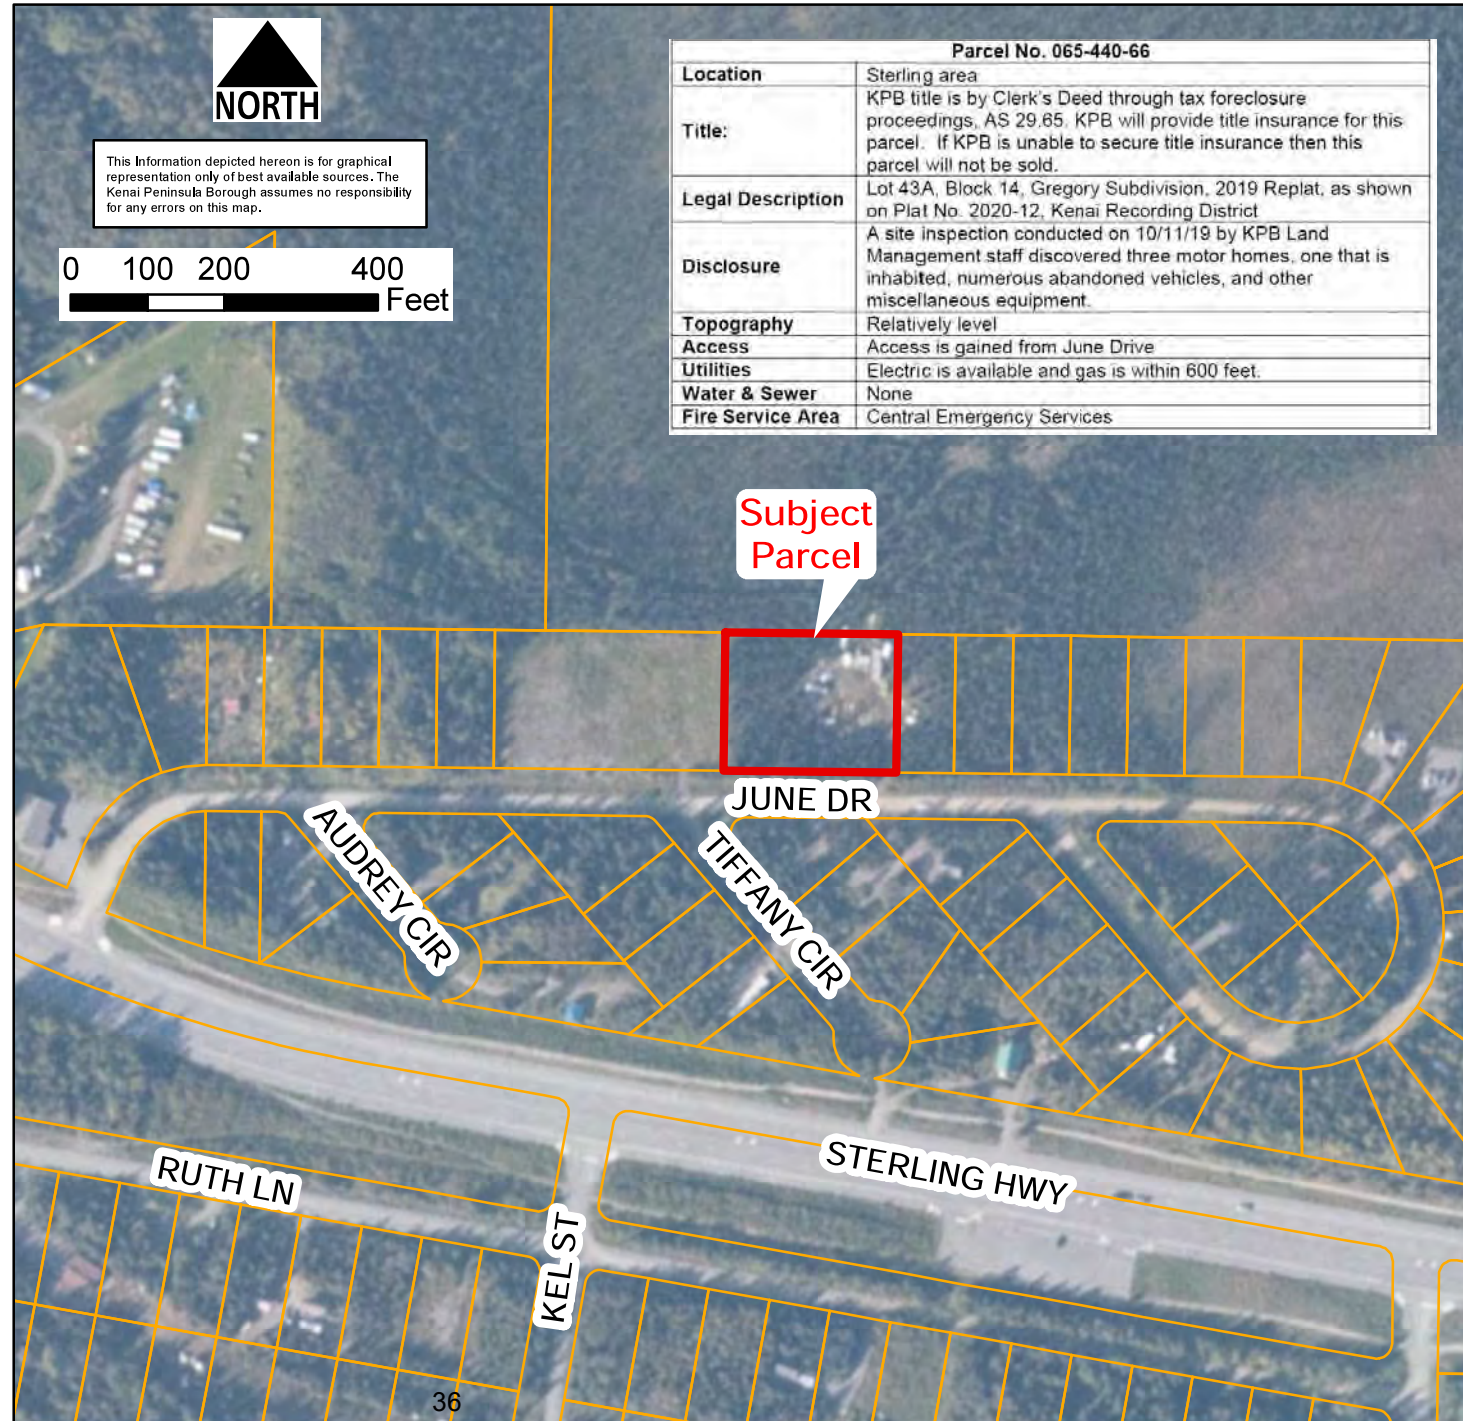 NORTH
This Information depicted hereon is for graphical
representation only of best available sources. The
Kenai Peninsula Borough assumes no responsibility
for any errors on this map.
0 100 200 400
Feet
Parcel No. 065-440-66
Location Sterling area
Title: KPB title is by Clerk's Deed through tax foreclosure
proceedings, AS 29.65. KPB will provide title insurance for this
parcel. If KPB is unable to secure title insurance then this
parcel will not be sold.
Legal Description Lot 43A, Block 14, Gregory Subdivision, 2019 Replat, as shown
on Plat No. 2020-12, Kenai Recording District
Disclosure A site inspection conducted on 10/11/19 by KPB Land
Management staff discovered three motor homes, one that is
inhabited, numerous abandoned vehicles, and other
miscellaneous equipment.
Topography Relatively level
Access Access is gained from June Drive
Utilities Electric is available and gas is within 600 feet.
Water & Sewer None
Fire Service Area Central Emergency Services
Subject
Parcel
JUNE DR
AUDREY CIR
TIFFANY CIR
STERLING HWY
RUTH LN
KEL ST
36